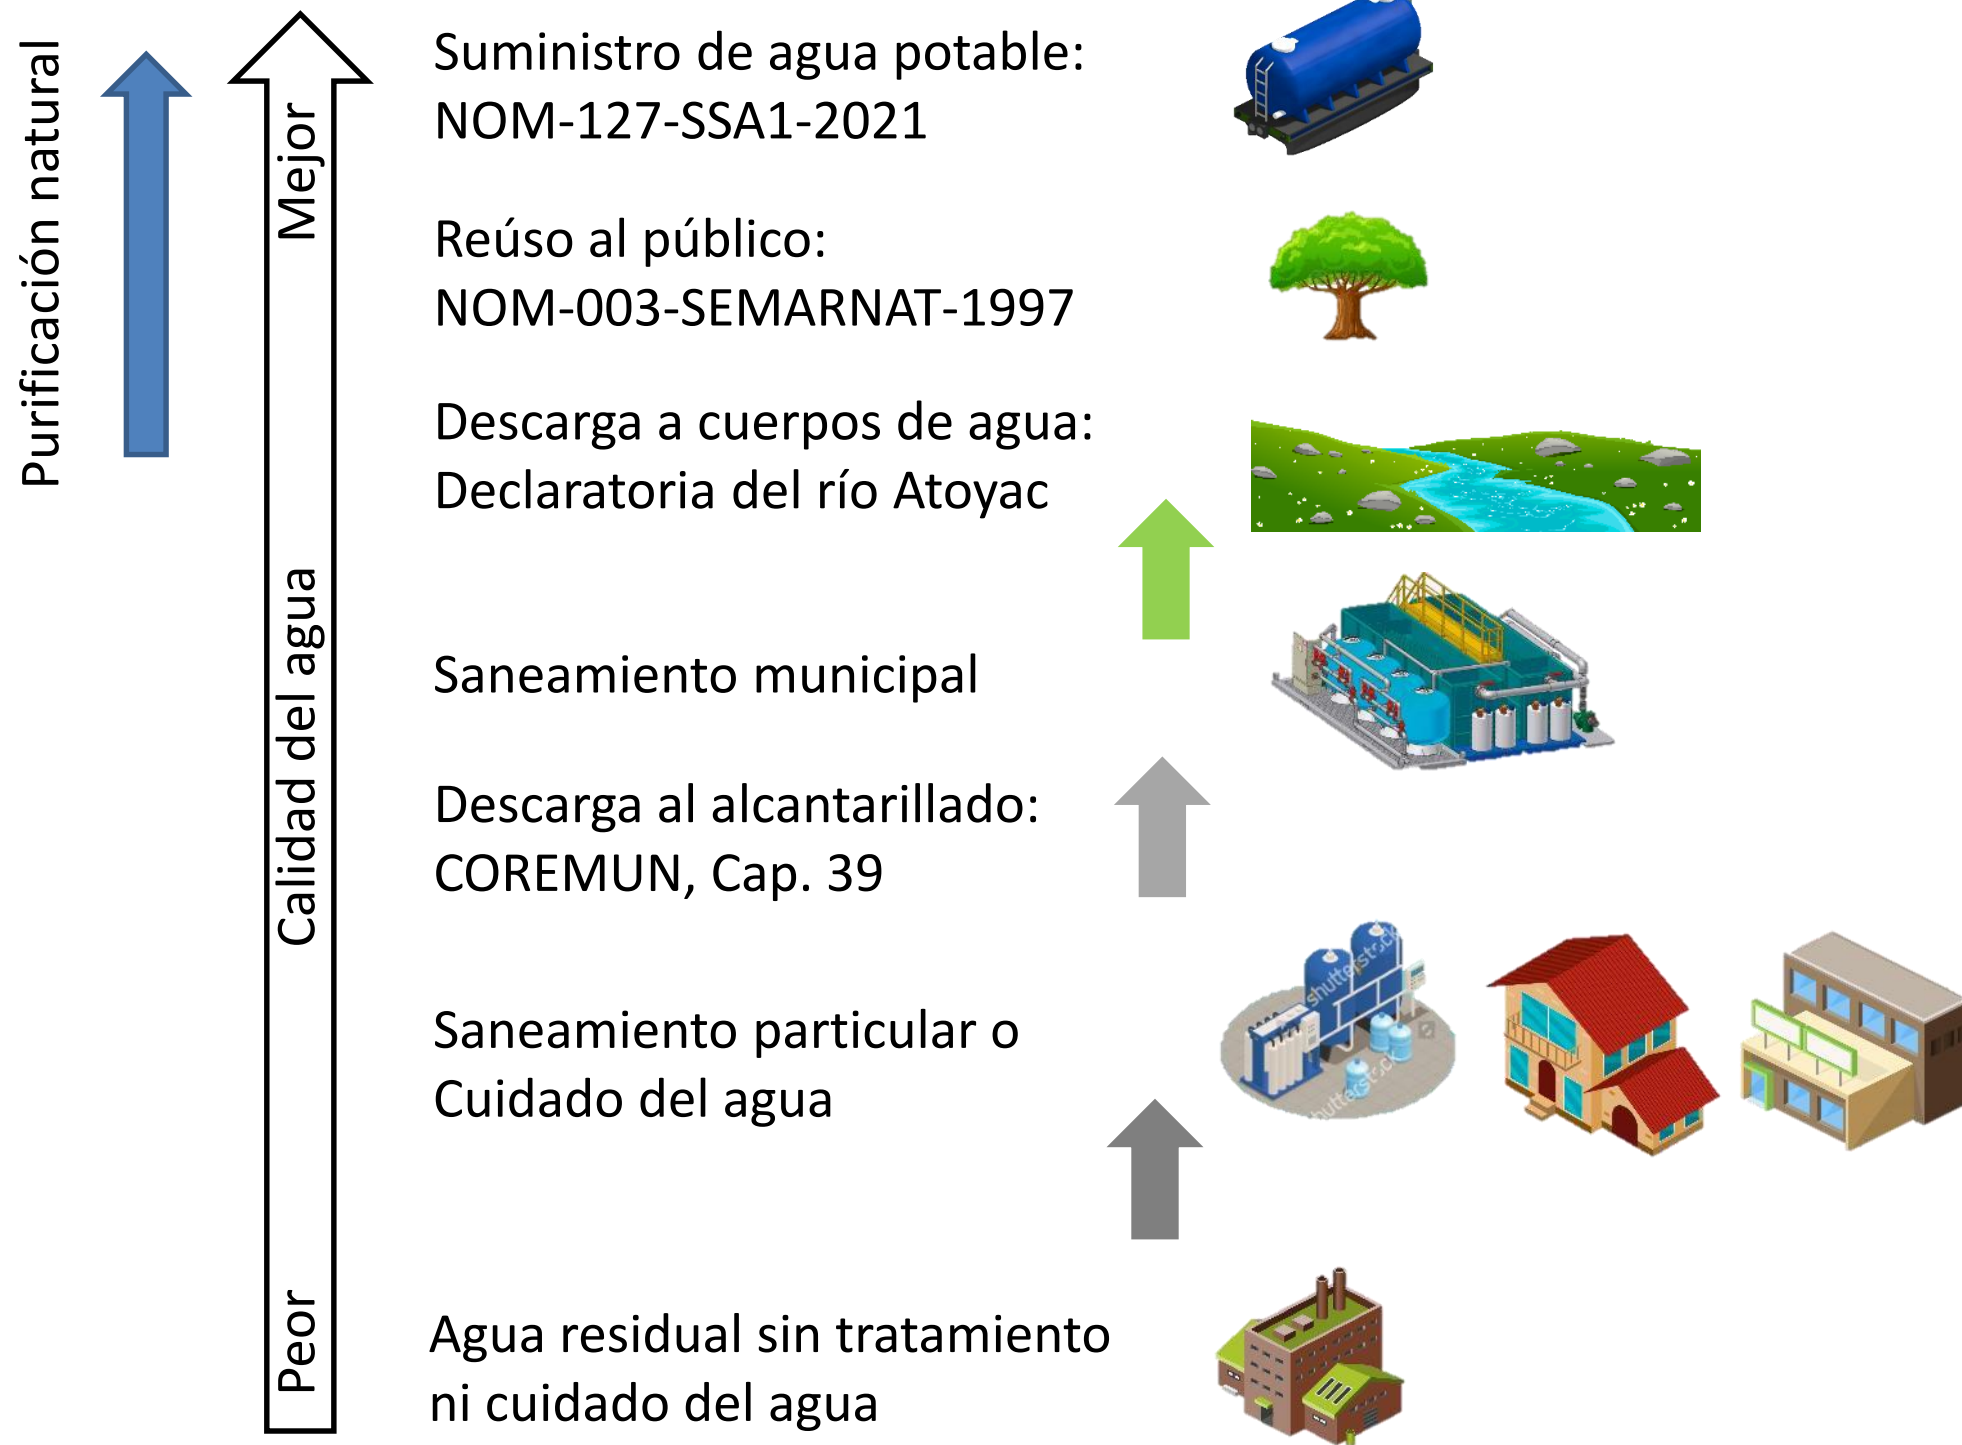 Purificación natural
Mejor
Calidad del agua
Peor
Suministro de agua potable:
NOM-127-SSA1-2021
Reúso al público:
NOM-003-SEMARNAT-1997
Descarga a cuerpos de agua:
Declaratoria del río Atoyac
Saneamiento municipal
Descarga al alcantarillado:
COREMUN, Cap. 39
Saneamiento particular o
Cuidado del agua
Agua residual sin tratamiento
ni cuidado del agua
shutterstock
shutterstock